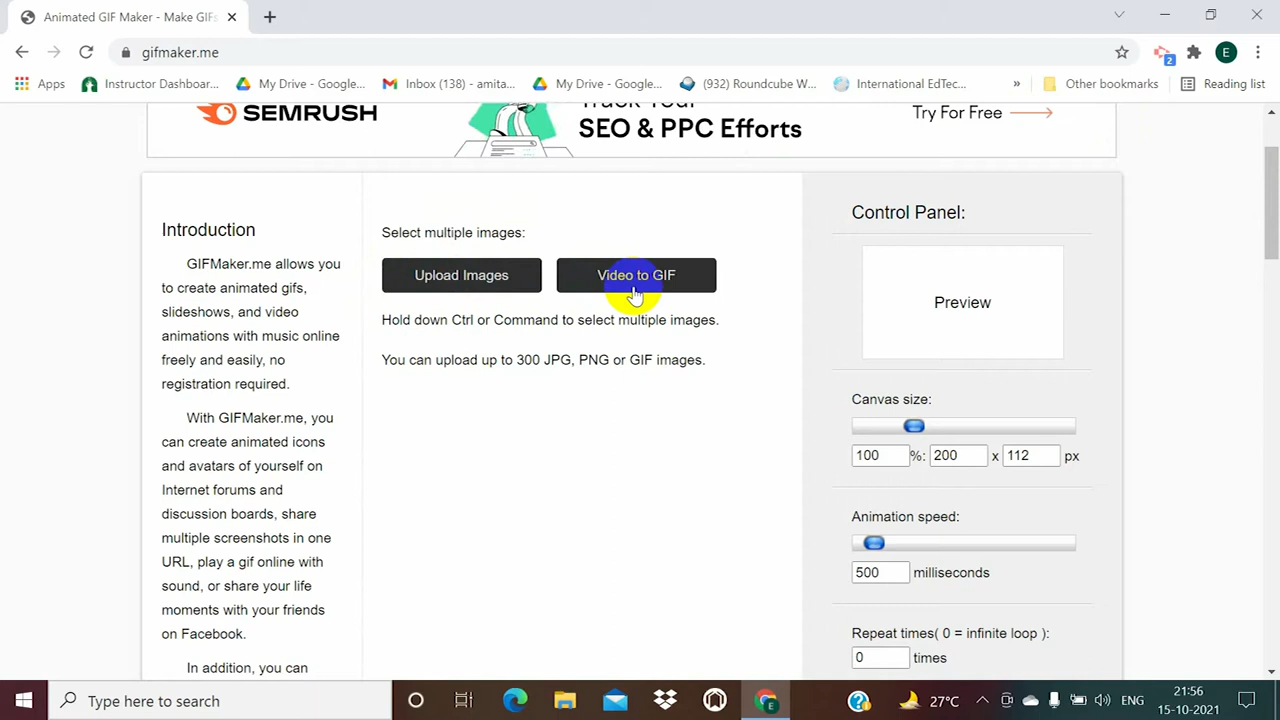 Animated GIF Maker - Make GIFs
gifmaker.me
Apps
Instructor Dashboar...
My Drive - Google...
Inbox (138) - amita...
My Drive - Google...
(932) Roundcube W...
International EdTec...
»
Other bookmarks
Reading list
2
E
SEMRUSH
Track Your
SEO & PPC Efforts
Try For Free
Introduction
GIFMaker.me allows you
to create animated gifs,
slideshows, and video
animations with music online
freely and easily, no
registration required.
With GIFMaker.me, you
can create animated icons
and avatars of yourself on
Internet forums and
discussion boards, share
multiple screenshots in one
URL, play a gif online with
sound, or share your life
moments with your friends
on Facebook.
In addition, you can
Select multiple images:
Upload Images
Video to GIF
Hold down Ctrl or Command to select multiple images.
You can upload up to 300 JPG, PNG or GIF images.
Control Panel:
Preview
Canvas size:
100 %: 200 x 112 px
Animation speed:
500 milliseconds
Repeat times( 0 = infinite loop ):
0 times
Type here to search
E
27°C
ENG
21:56
15-10-2021